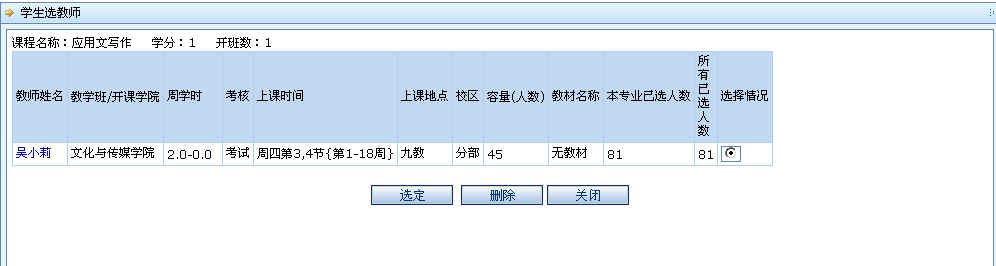 学生选教师
课程名称：应用文写作 学分：1 开班数：1
教师姓名 教学班/开课学院 周学时 考核 上课时间 上课地点 校区 容量(人数) 教材名称 本专业已选人数 所有已选人数 选择情况
吴小莉 文化与传媒学院 2.0-0.0 考试 周四第3,4节{第1-18周} 九教 分部 45 无教材 81 81
选定 删除 关闭